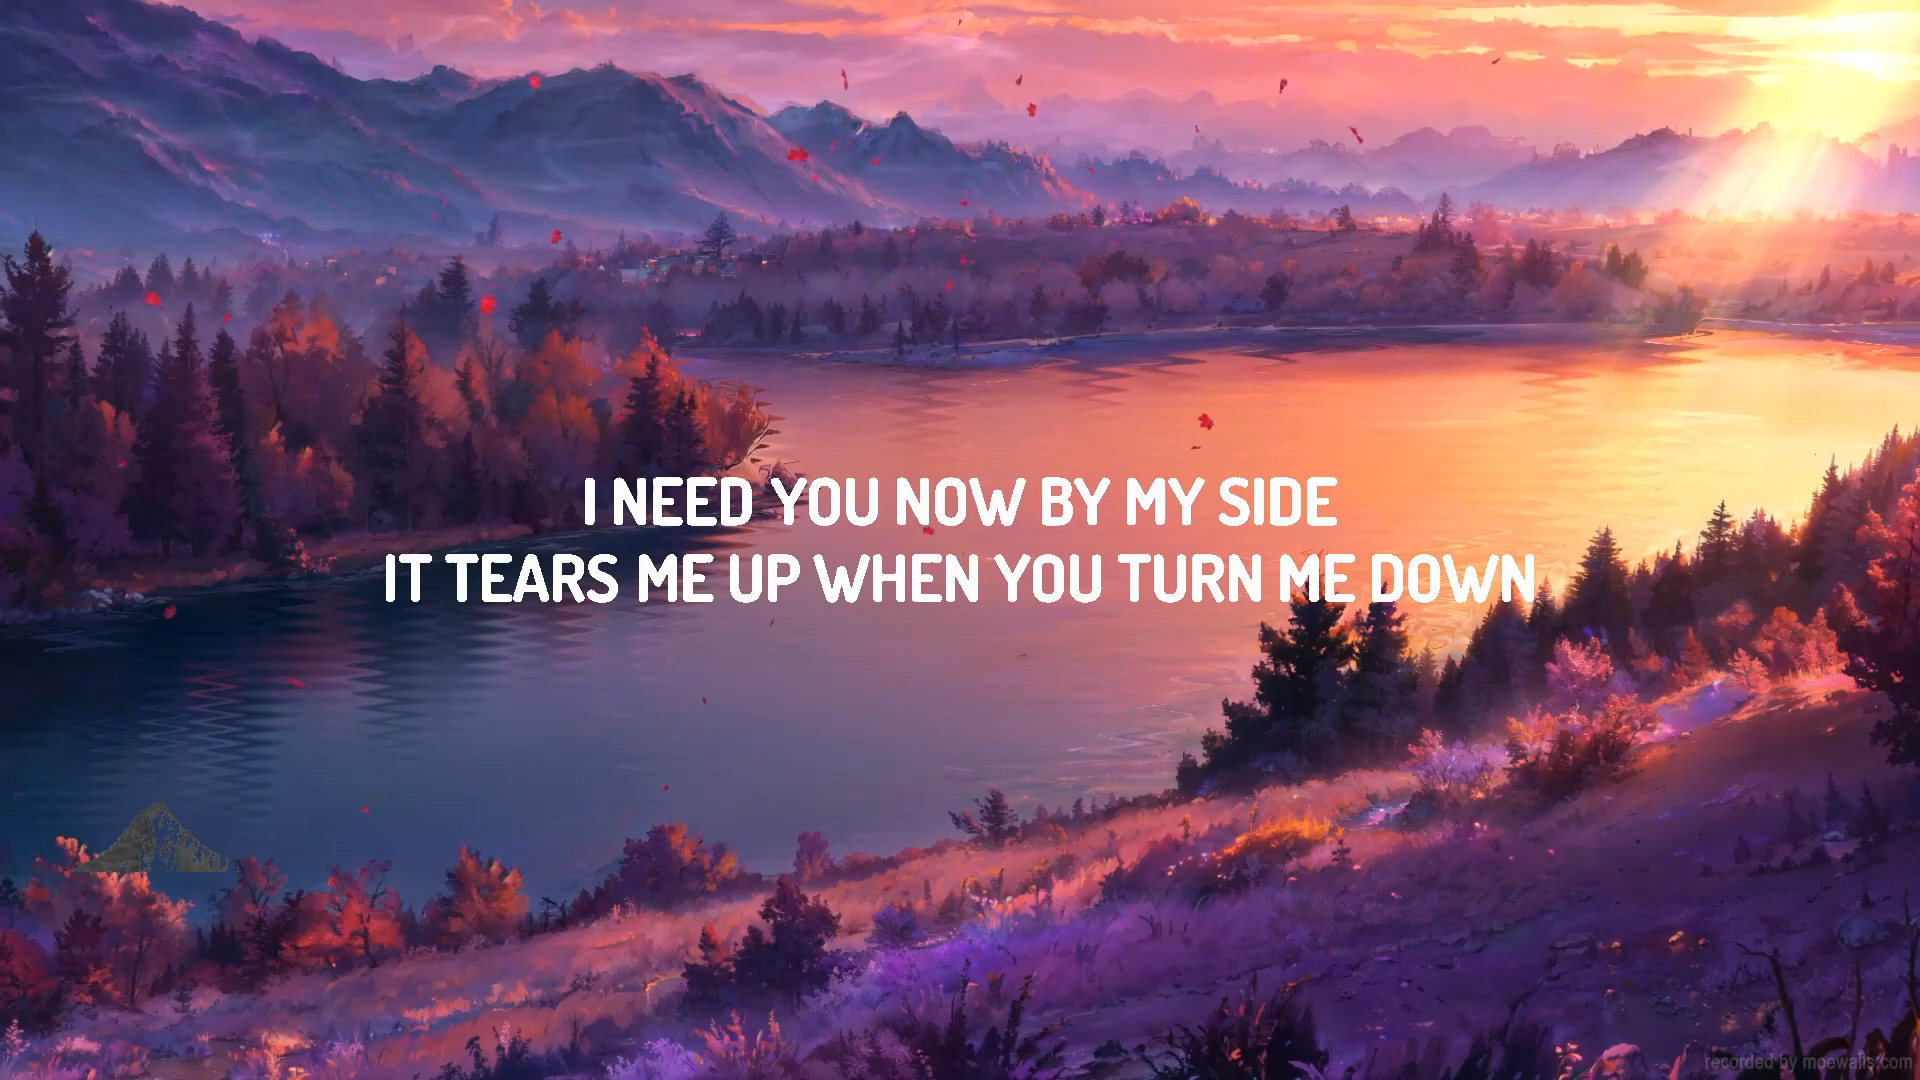 I NEED YOU NOW BY MY SIDE
IT TEARS ME UP WHEN YOU TURN ME DOWN
recorded by moewalls.com